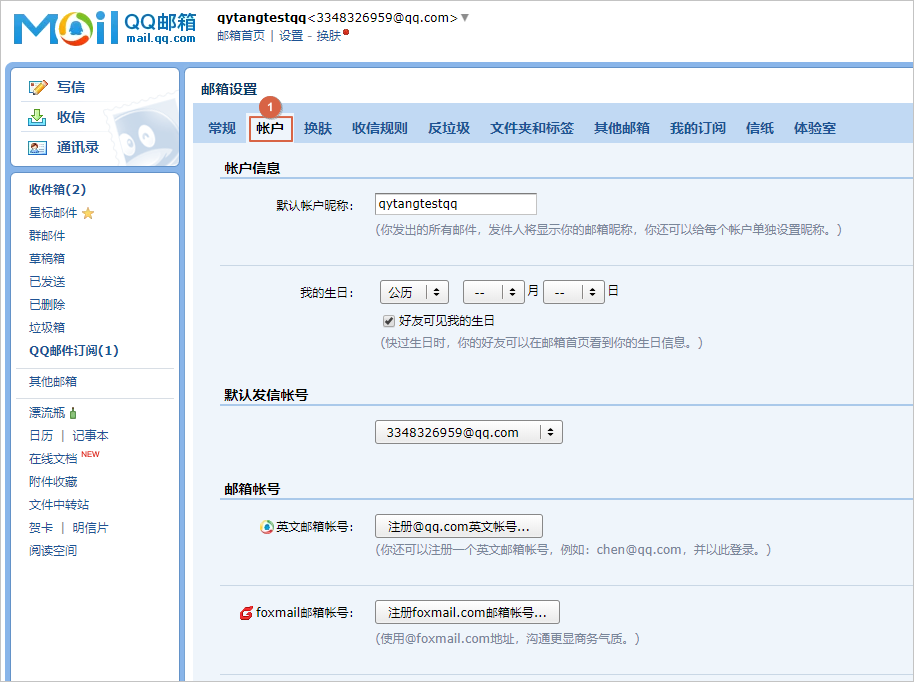 Mail QQ邮箱
mail.qq.com
qytangtestqq<3348326959@qq.com>
邮箱首页 | 设置 - 换肤
写信
收信
通讯录
收件箱(2)
星标邮件
群邮件
草稿箱
已发送
已删除
垃圾箱
QQ邮件订阅(1)
其他邮箱
漂流瓶
日历 | 记事本
在线文档 NEW
附件收藏
文件中转站
贺卡 | 明信片
阅读空间
邮箱设置
1
常规 帐户 换肤 收信规则 反垃圾 文件夹和标签 其他邮箱 我的订阅 信纸 体验室
帐户信息
默认帐户昵称: qytangtestqq
(你发出的所有邮件，发件人将显示你的邮箱昵称，你还可以给每个帐户单独设置昵称。)
我的生日: 公历 -- 月 -- 日
好友可见我的生日
(快过生日时，你的好友可以在邮箱首页看到你的生日信息。)
默认发信帐号
3348326959@qq.com
邮箱帐号
英文邮箱帐号: 注册@qq.com英文帐号...
(你还可以注册一个英文邮箱帐号，例如: chen@qq.com，并以此登录。)
foxmail邮箱帐号: 注册foxmail.com邮箱帐号...
(使用@foxmail.com地址，沟通更显商务气质。)